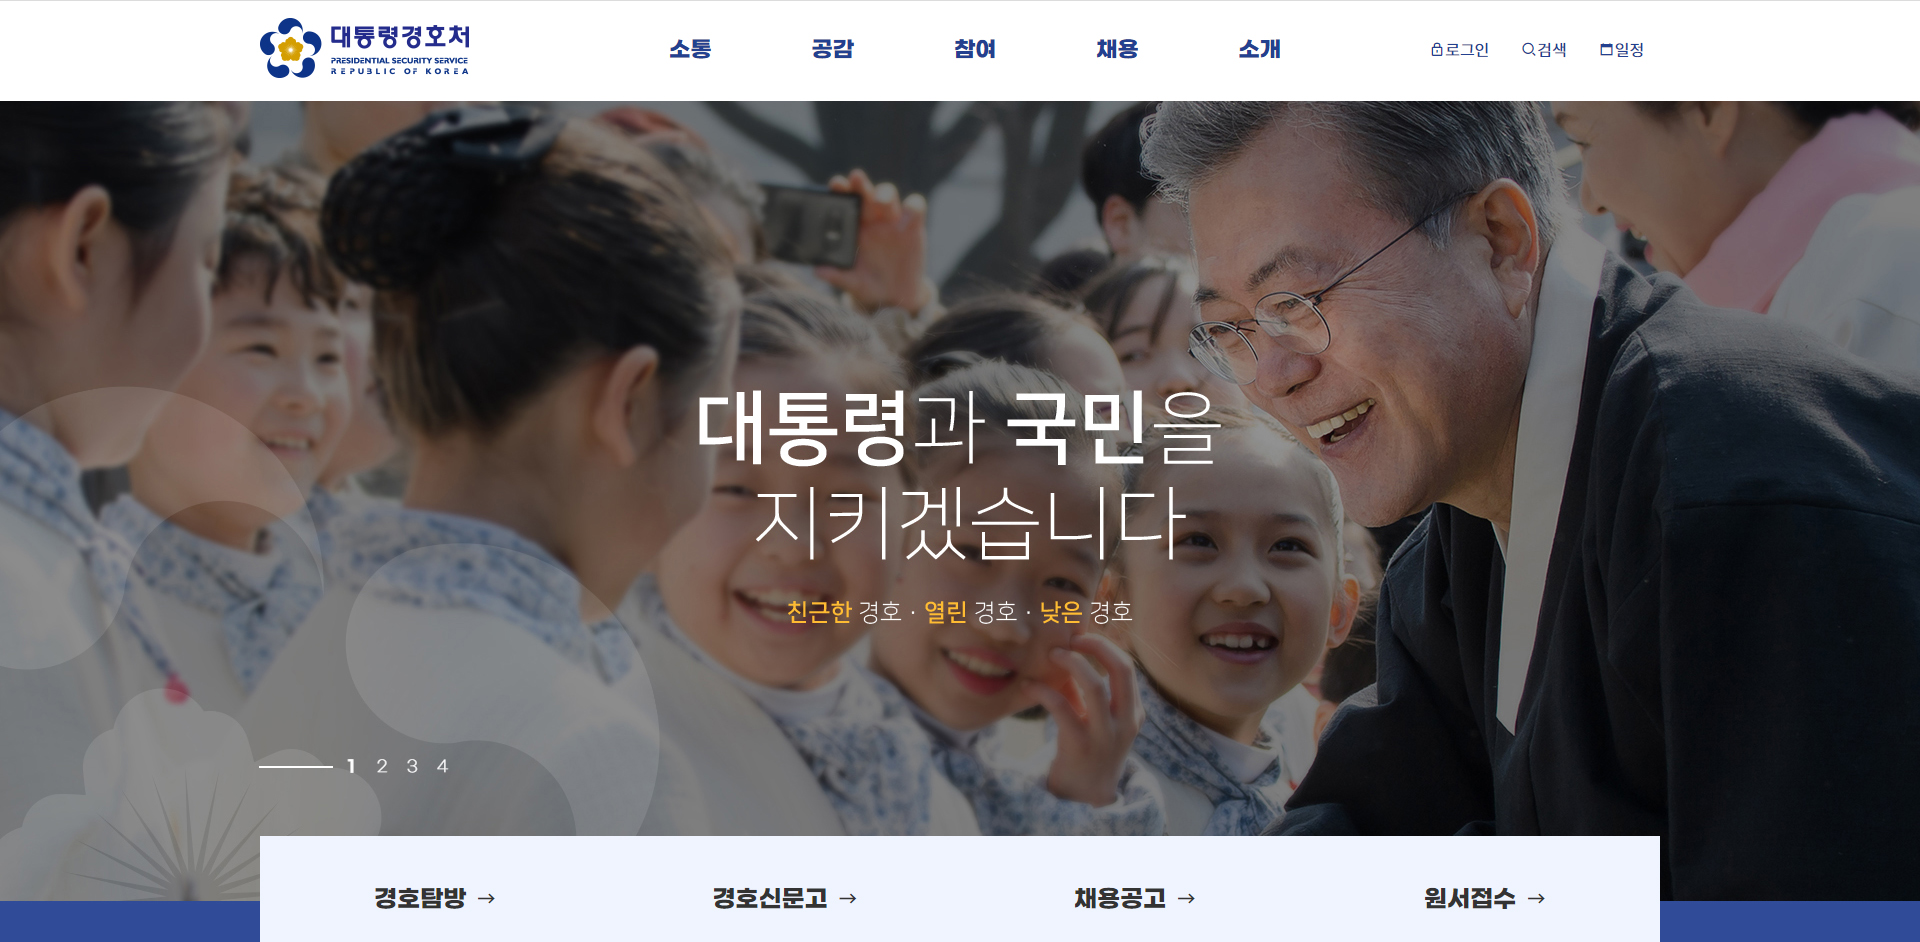 대통령경호처
PRESIDENTIAL SECURITY SERVICE
REPUBLIC OF KOREA
소통 공감 참여 채용 소개
로그인 검색 일정
대통령과 국민을
지키겠습니다
친근한 경호 · 열린 경호 · 낮은 경호
1 2 3 4
경호탐방 → 경호신문고 → 채용공고 → 원서접수 →